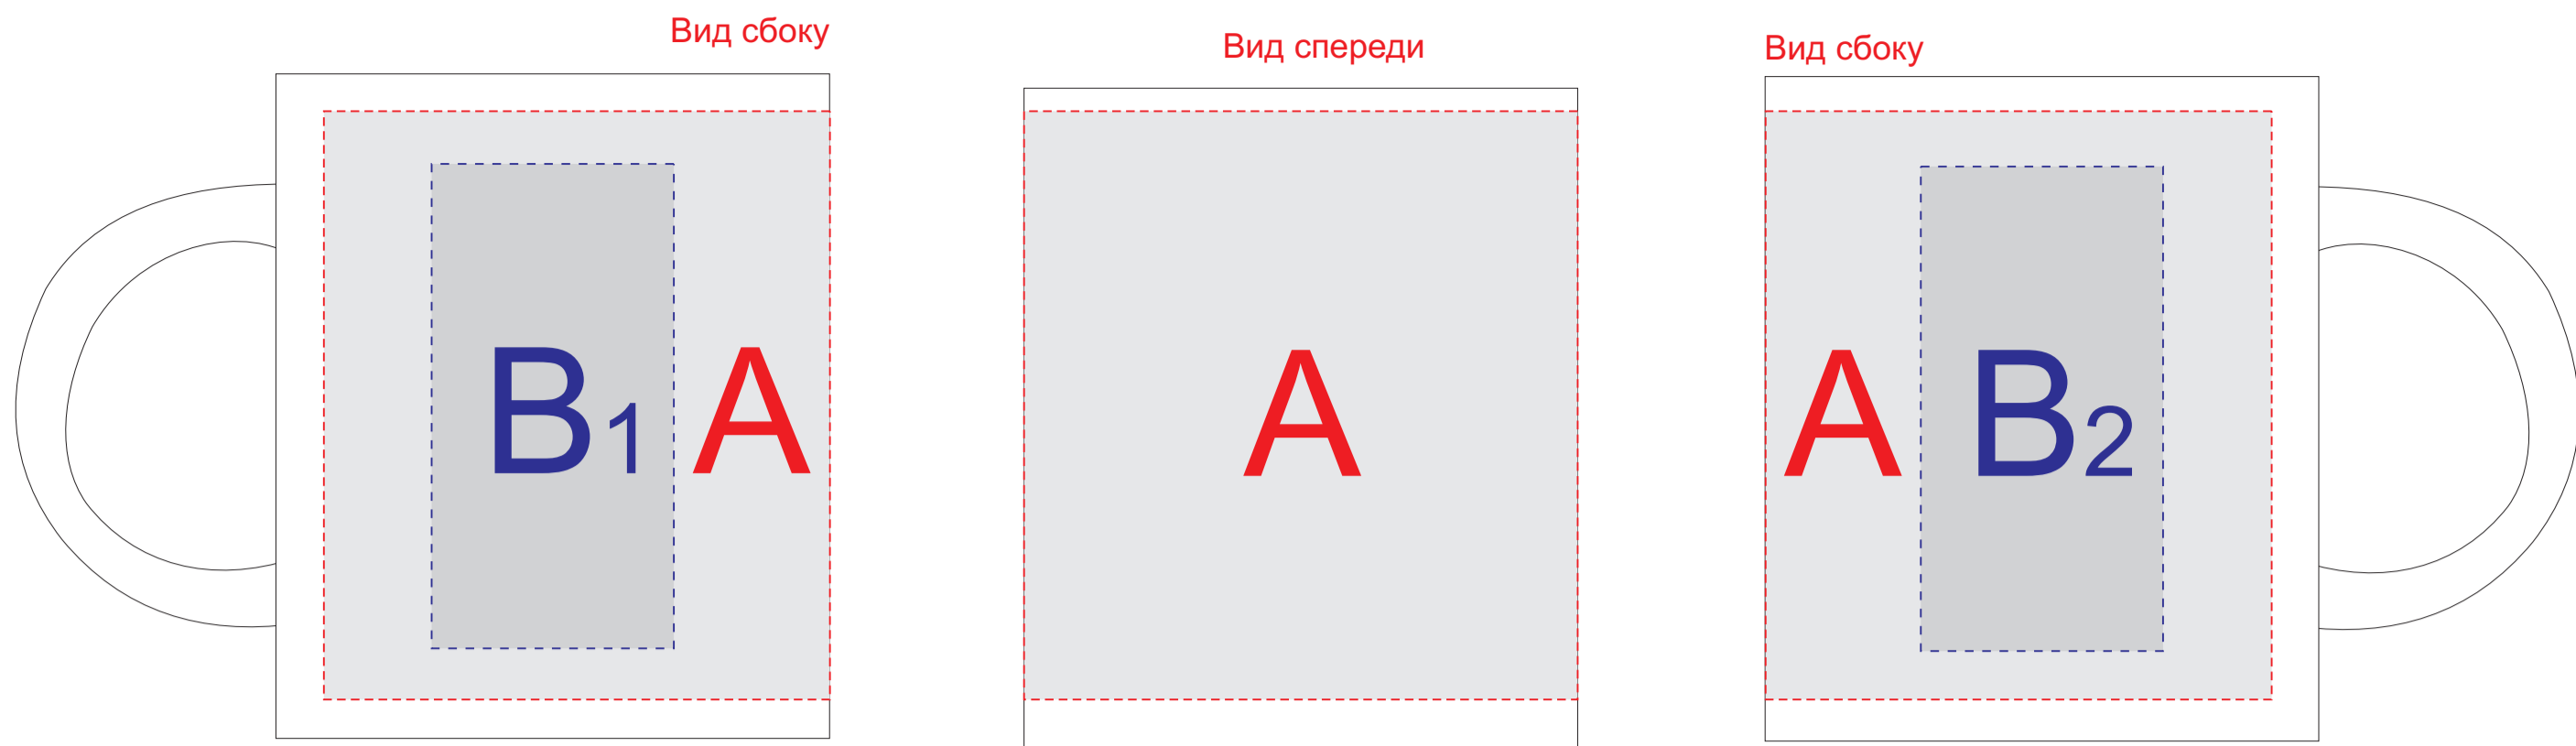 Вид сбоку
Вид спереди
Вид сбоку
B1 A
A
A B2